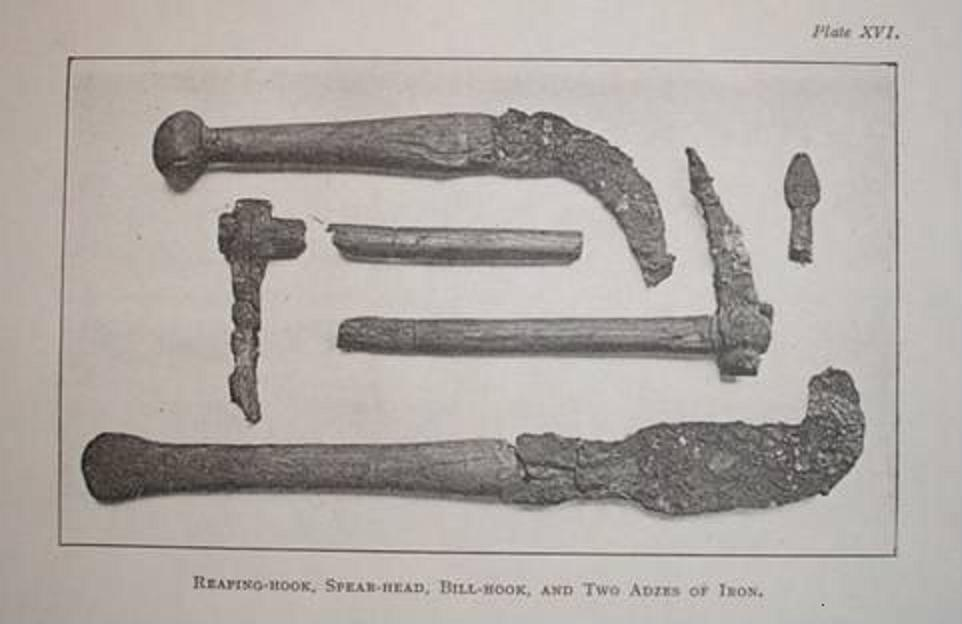 Plate XVI.
Reaping-hook, Spear-head, Bill-hook, and Two Adzes of Iron.